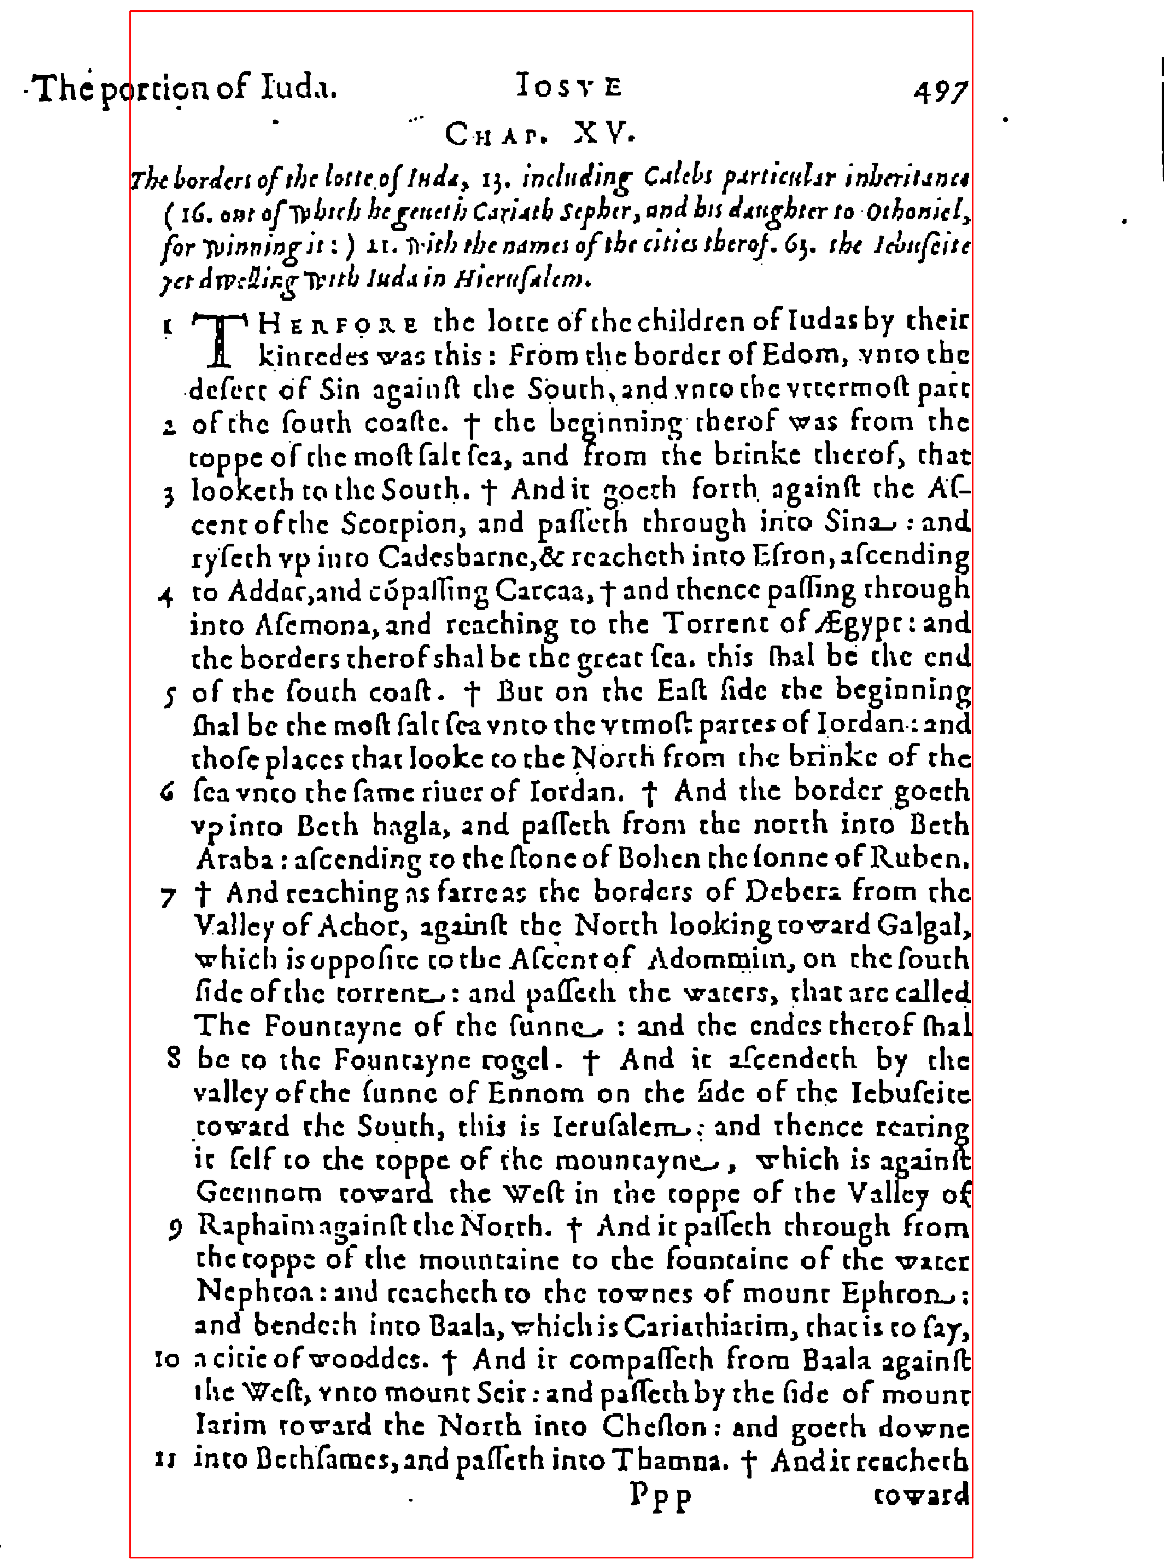 The portion of Iuda. IOSVE 497
CHAP. XV.
The borders of the lotte of Iuda, 13. including Calebs particular inheritance
(16. out of which he geueth Cariath Sepher, and his daughter to Othoniel,
for winning it:) 21. with the names of the cities therof. 63. the Iebuſeite
yet dwelling with Iuda in Hieruſalem.
1 THERFORE the lotte of the children of Iudas by their
kinredes was this: From the border of Edom, vnto the
deſert of Sin againſt the South, and vnto the vttermoſt part
2 of the ſouth coaſte. † the beginning therof was from the
toppe of the moſt ſalt ſea, and from the brinke therof, that
3 looketh to the South. † And it goeth forth againſt the Aſ-
cent of the Scorpion, and paſſeth through into Sina: and
ryſeth vp into Cadesbarne, & reacheth into Eſron, aſcending
4 to Addar, and cõpaſſing Carcaa, † and thence paſſing through
into Aſemona, and reaching to the Torrent of Ægypt: and
the borders therof shal be the great ſea. this ſhal be the end
5 of the ſouth coaſt. † But on the Eaſt ſide the beginning
ſhal be the moſt ſalt ſea vnto the vtmoſt partes of Iordan: and
thoſe places that looke to the North from the brinke of the
6 ſea vnto the ſame riuer of Iordan. † And the border goeth
vp into Beth hagla, and paſſeth from the north into Beth
Araba: aſcending to the ſtone of Bohen the ſonne of Ruben.
7 † And reaching as farre as the borders of Debera from the
Valley of Achor, againſt the North looking toward Galgal,
which is oppoſite to the Aſcent of Adommim, on the ſouth
ſide of the torrent: and paſſeth the waters, that are called
The Fountayne of the ſunne: and the endes therof ſhal
8 be to the Fountayne rogel. † And it aſcendeth by the
valley of the ſunne of Ennom on the ſide of the Iebuſeite
toward the South, this is Ieruſalem: and thence rearing
it ſelf to the toppe of the mountayne, which is againſt
Geennom toward the Weſt in the toppe of the Valley of
9 Raphaim againſt the North. † And it paſſeth through from
the toppe of the mountaine to the fountaine of the water
Nephtoa: and reacheth to the townes of mount Ephron:
and bendeth into Baala, which is Cariathiarim, that is to ſay,
10 a citie of wooddes. † And it compaſſeth from Baala againſt
the Weſt, vnto mount Seir: and paſſeth by the ſide of mount
Iarim toward the North into Cheſlon: and goeth downe
11 into Bethſames, and paſſeth into Thamna. † And it reacheth
Ppp toward